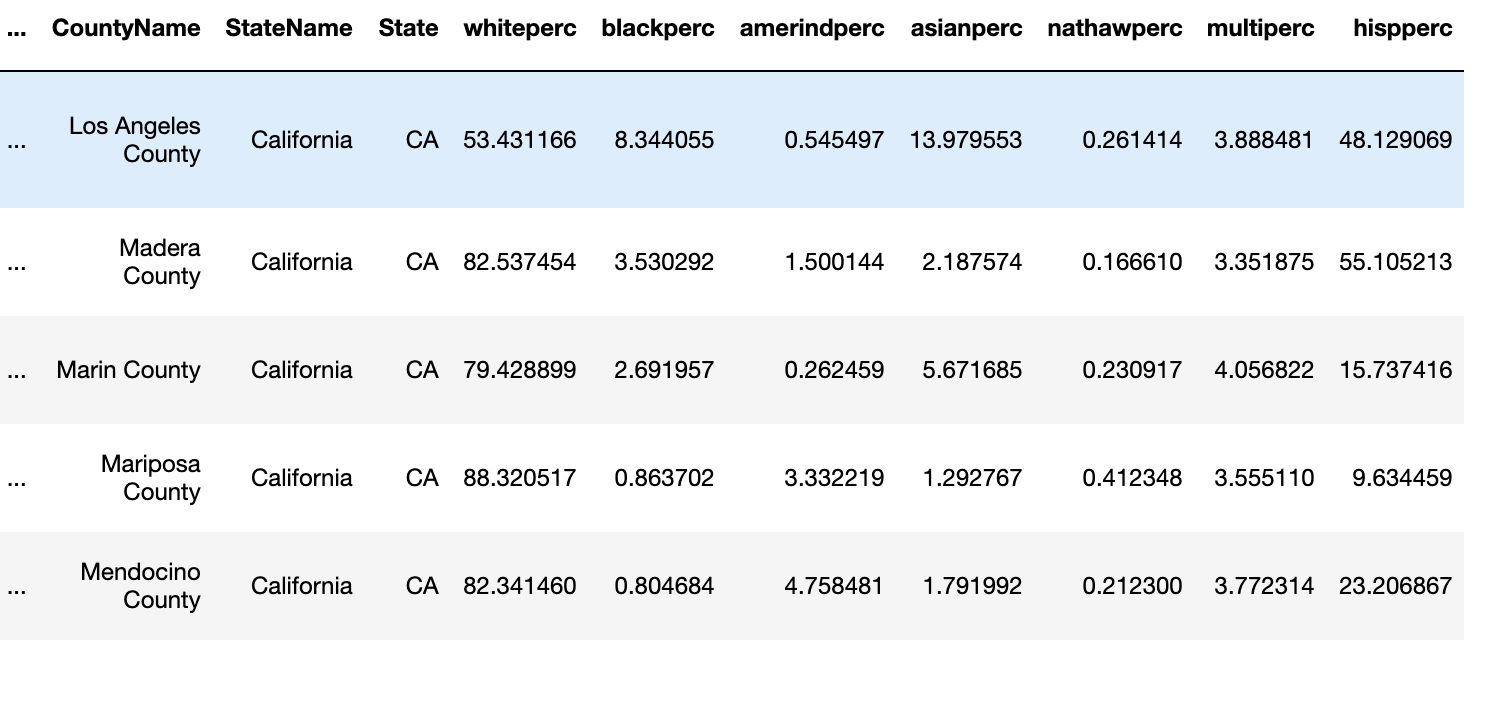 ... CountyName StateName State whiteperc blackperc amerindperc asianperc nathawperc multiperc hispperc
... Los Angeles County California CA 53.431166 8.344055 0.545497 13.979553 0.261414 3.888481 48.129069
... Madera County California CA 82.537454 3.530292 1.500144 2.187574 0.166610 3.351875 55.105213
... Marin County California CA 79.428899 2.691957 0.262459 5.671685 0.230917 4.056822 15.737416
... Mariposa County California CA 88.320517 0.863702 3.332219 1.292767 0.412348 3.555110 9.634459
... Mendocino County California CA 82.341460 0.804684 4.758481 1.791992 0.212300 3.772314 23.206867